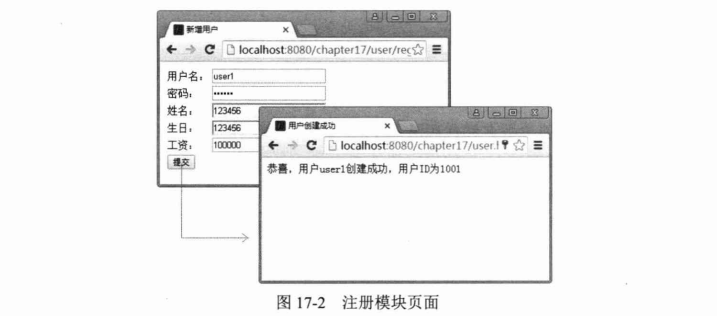 新增用户
localhost:8080/chapter17/user/reg
用户名： user1
密码： ••••••
姓名： 123456
生日： 123456
工资： 100000
提交
用户创建成功
localhost:8080/chapter17/user.l
恭喜，用户user1创建成功，用户ID为1001
图 17-2 注册模块页面